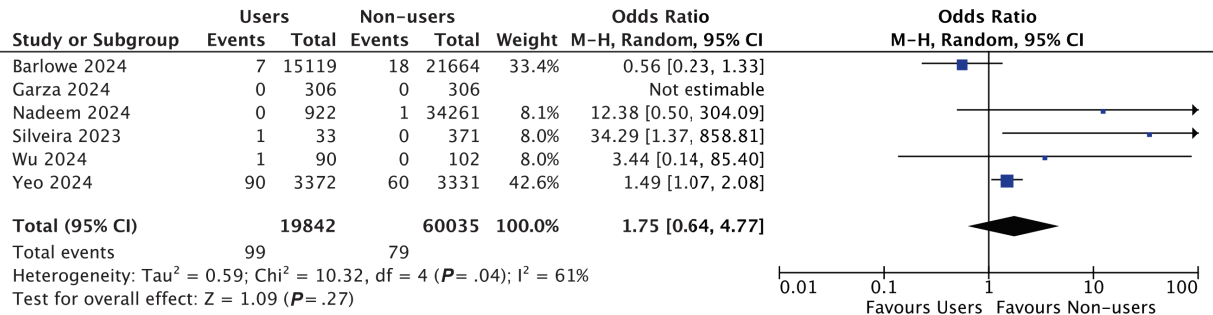 Users Non-users Odds Ratio Odds Ratio
Study or Subgroup Events Total Events Total Weight M-H, Random, 95% CI M-H, Random, 95% CI
Barlowe 2024 7 15119 18 21664 33.4% 0.56 [0.23, 1.33]
Garza 2024 0 306 0 306 Not estimable
Nadeem 2024 0 922 1 34261 8.1% 12.38 [0.50, 304.09]
Silveira 2023 1 33 0 371 8.0% 34.29 [1.37, 858.81]
Wu 2024 1 90 0 102 8.0% 3.44 [0.14, 85.40]
Yeo 2024 90 3372 60 3331 42.6% 1.49 [1.07, 2.08]
Total (95% CI) 19842 60035 100.0% 1.75 [0.64, 4.77]
Total events 99 79
Heterogeneity: Tau² = 0.59; Chi² = 10.32, df = 4 (P= .04); I² = 61%
Test for overall effect: Z = 1.09 (P=.27)
0.01 0.1 1 10 100
Favours Users Favours Non-users